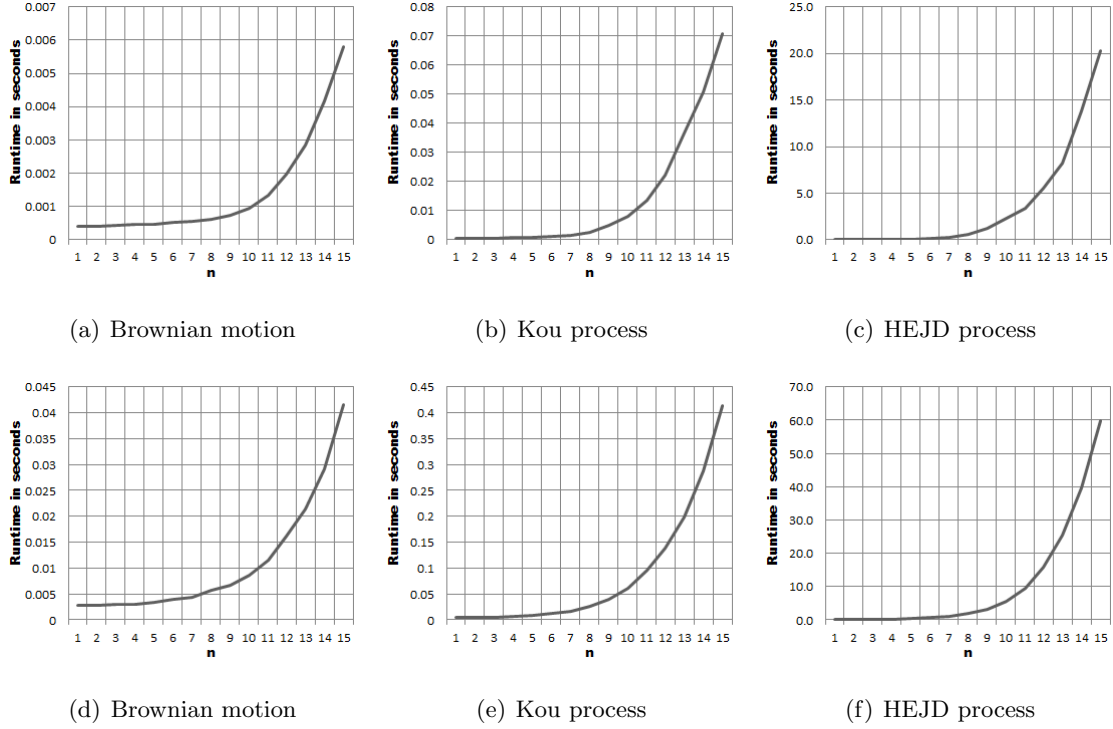 Runtime in seconds
0.007
0.006
0.005
0.004
0.003
0.002
0.001
0
1 2 3 4 5 6 7 8 9 10 11 12 13 14 15
n
(a) Brownian motion
Runtime in seconds
0.08
0.07
0.06
0.05
0.04
0.03
0.02
0.01
0
1 2 3 4 5 6 7 8 9 10 11 12 13 14 15
n
(b) Kou process
Runtime in seconds
25.0
20.0
15.0
10.0
5.0
0.0
1 2 3 4 5 6 7 8 9 10 11 12 13 14 15
n
(c) HEJD process
Runtime in seconds
0.045
0.04
0.035
0.03
0.025
0.02
0.015
0.01
0.005
0
1 2 3 4 5 6 7 8 9 10 11 12 13 14 15
n
(d) Brownian motion
Runtime in seconds
0.45
0.4
0.35
0.3
0.25
0.2
0.15
0.1
0.05
0
1 2 3 4 5 6 7 8 9 10 11 12 13 14 15
n
(e) Kou process
Runtime in seconds
70.0
60.0
50.0
40.0
30.0
20.0
10.0
0.0
1 2 3 4 5 6 7 8 9 10 11 12 13 14 15
n
(f) HEJD process